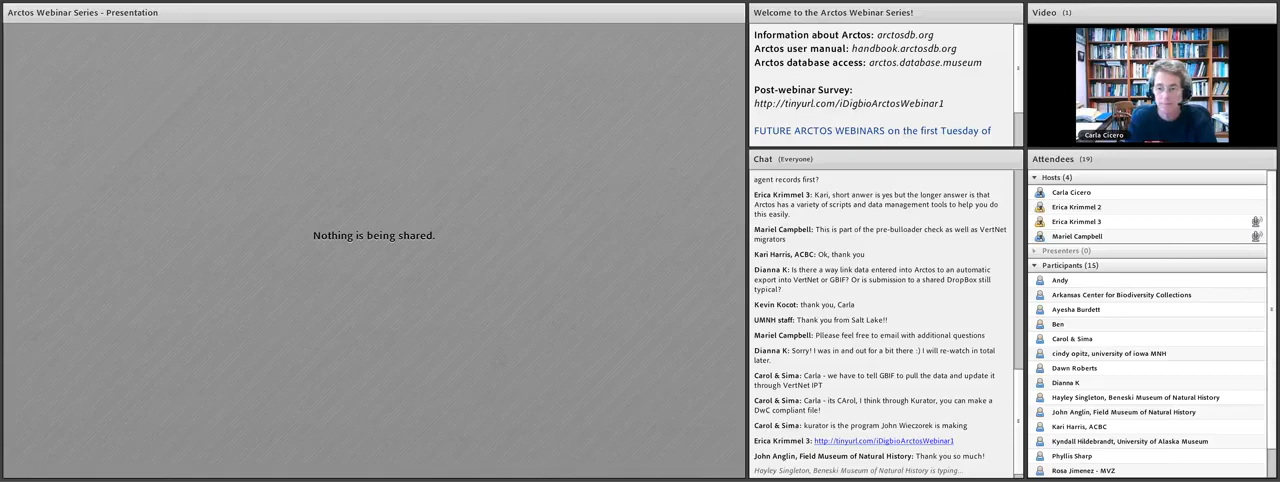 Arctos Webinar Series - Presentation
Nothing is being shared.
Welcome to the Arctos Webinar Series!
Information about Arctos: arctosdb.org
Arctos user manual: handbook.arctosdb.org
Arctos database access: arctos.database.museum
Post-webinar Survey:
http://tinyurl.com/iDigbioArctosWebinar1
FUTURE ARCTOS WEBINARS on the first Tuesday of
Chat (Everyone)
agent records first?
Erica Krimmel 3: Kari, short anwer is yes but the longer answer is that
Arctos has a variety of scripts and data management tools to help you do
this easily.
Mariel Campbell: This is part of the pre-bulloader check as well as VertNet
migrators
Kari Harris, ACBC: Ok, thank you
Dianna K: Is there a way link data entered into Arctos to an automatic
export into VertNet or GBIF? Or is submission to a shared DropBox still
typical?
Kevin Kocot: thank you, Carla
UMNH staff: Thank you from Salt Lake!!
Mariel Campbell: Pllease feel free to email with additional questions
Dianna K: Sorry! I was in and out for a bit there :) I will re-watch in total
later.
Carol & Sima: Carla - we have to tell GBIF to pull the data and update it
through VertNet IPT
Carol & Sima: Carla - its CArol, I think through Kurator, you can make a
DwC compliant file!
Carol & Sima: kurator is the program John Wieczorek is making
Erica Krimmel 3: http://tinyurl.com/iDigbioArctosWebinar1
John Anglin, Field Museum of Natural History: Thank you so much!
Hayley Singleton, Beneski Museum of Natural History is typing...
Video (1)
Carla Cicero
Attendees (19)
Hosts (4)
Carla Cicero
Erica Krimmel 2
Erica Krimmel 3
Mariel Campbell
Presenters (0)
Participants (15)
Andy
Arkansas Center for Biodiversity Collections
Ayesha Burdett
Ben
Carol & Sima
cindy opitz, university of iowa MNH
Dawn Roberts
Dianna K
Hayley Singleton, Beneski Museum of Natural History
John Anglin, Field Museum of Natural History
Kari Harris, ACBC
Kyndall Hildebrandt, University of Alaska Museum
Phyllis Sharp
Rosa Jimenez - MVZ